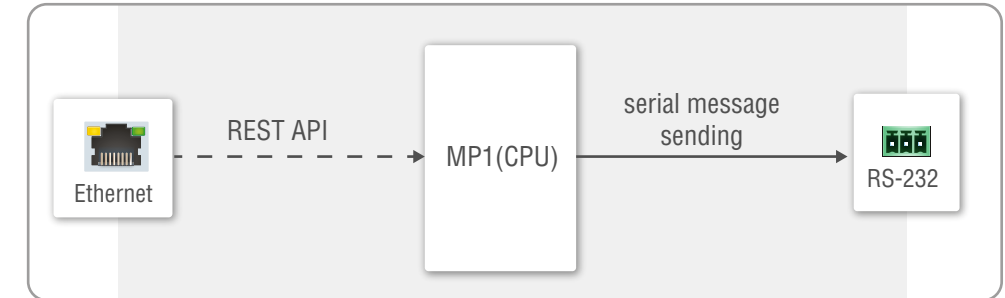 Ethernet
REST API
MP1(CPU)
serial message
sending
RS-232